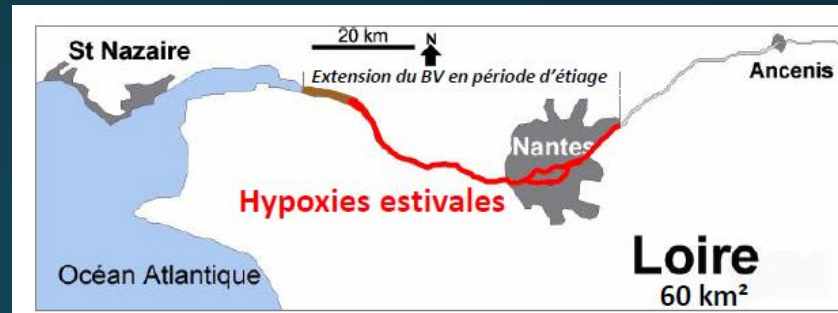 St Nazaire
20 km
N
Extension du BV en période d’étiage
Ancenis
Nantes
Hypoxies estivales
Océan Atlantique
Loire
60 km²